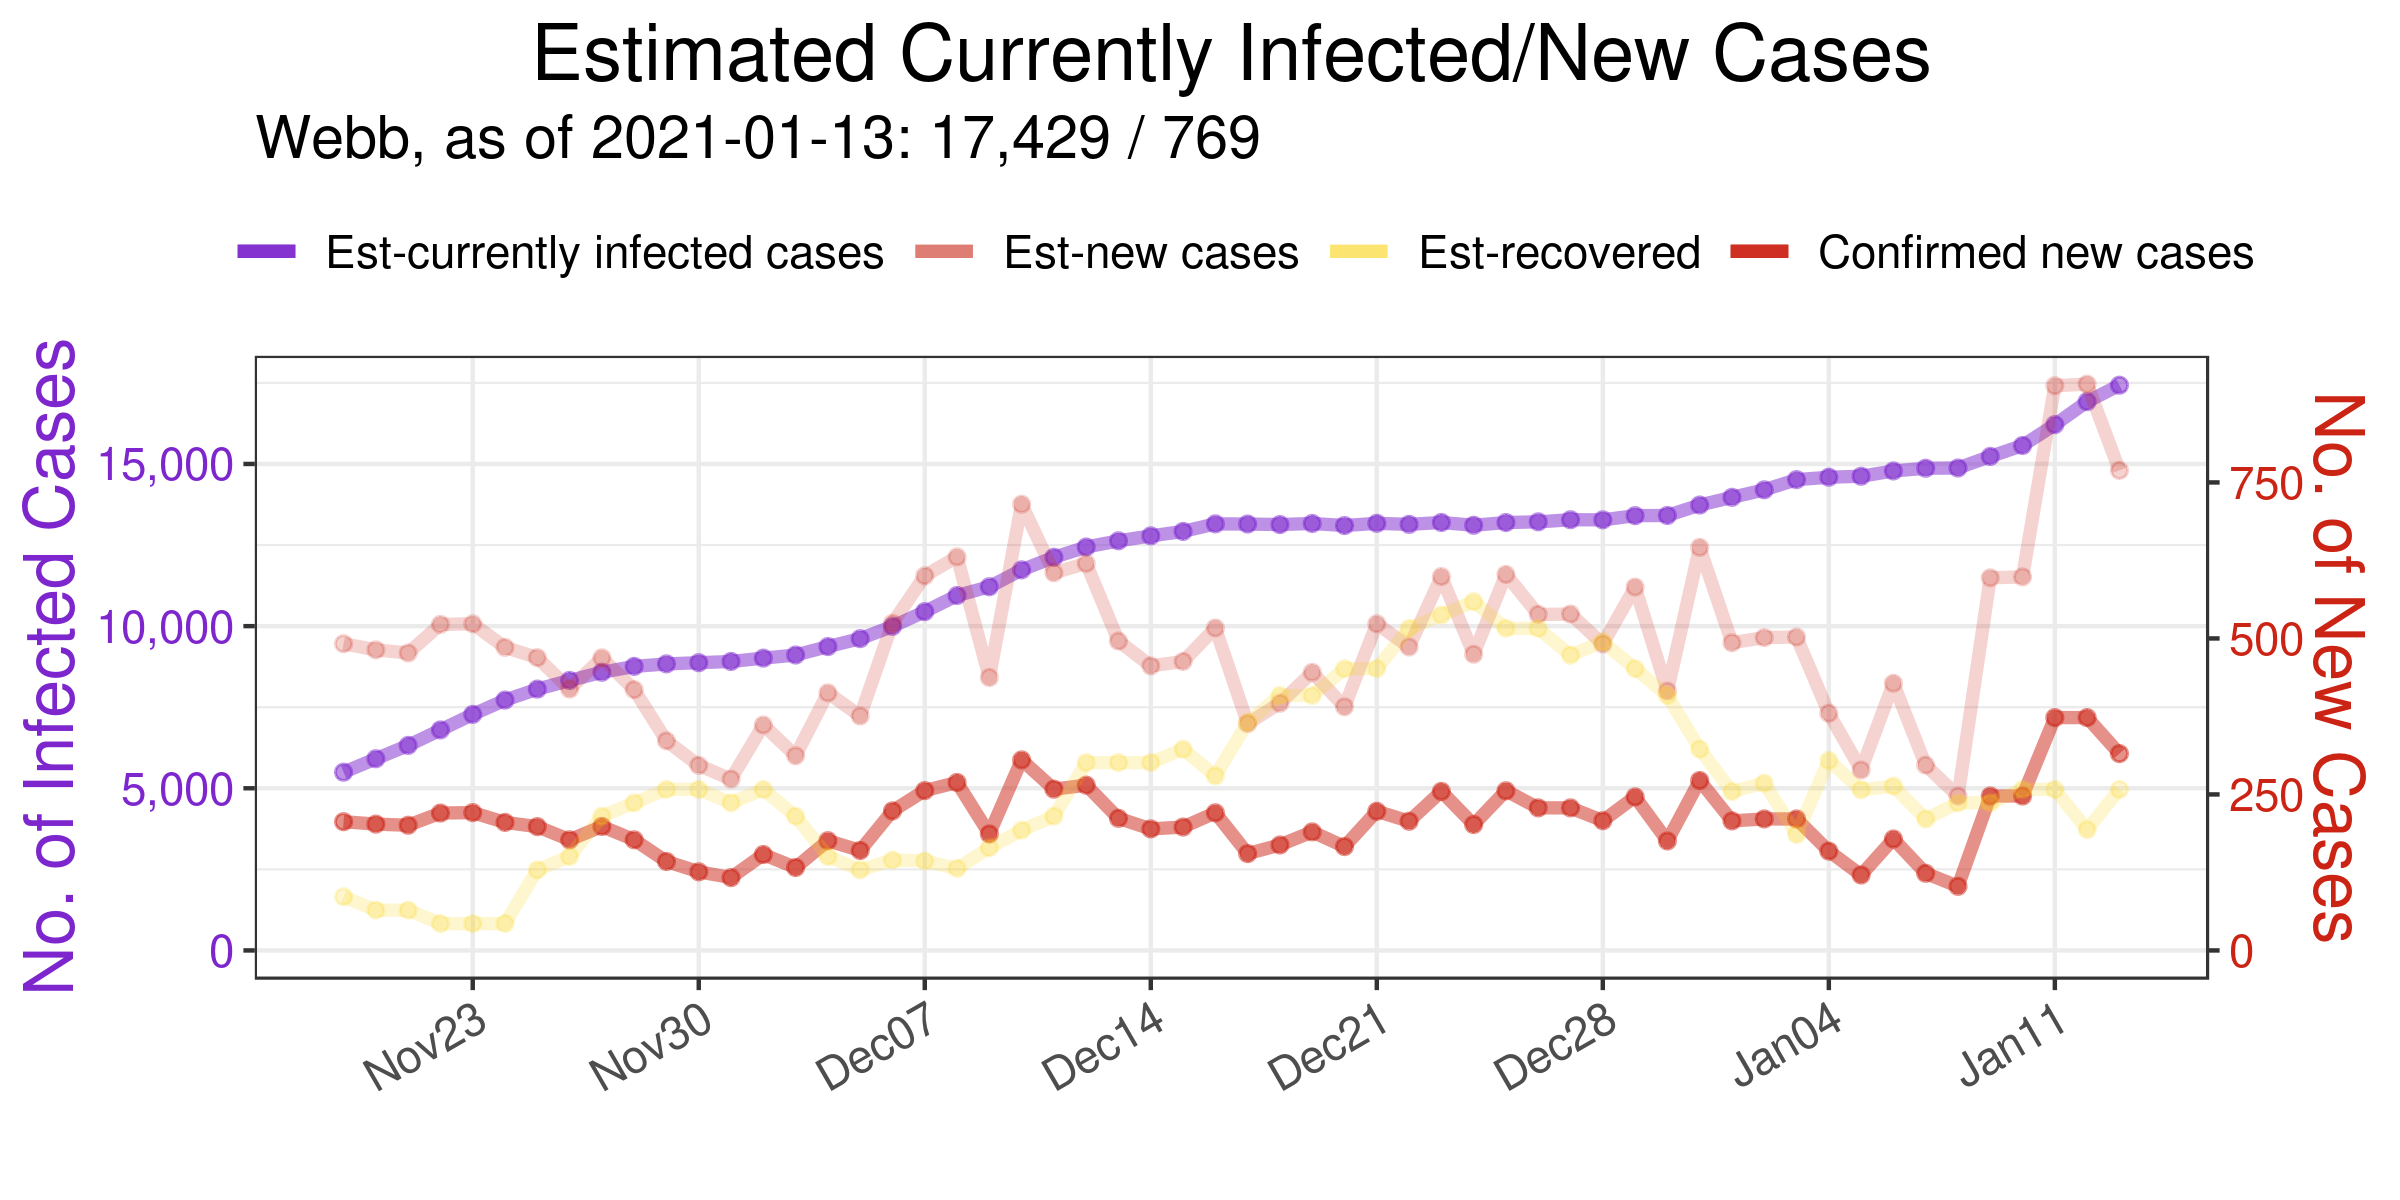 Estimated Currently Infected/New Cases
Webb, as of 2021-01-13: 17,429 / 769
Est-currently infected cases
Est-new cases
Est-recovered
Confirmed new cases
No. of Infected Cases
15,000
10,000
5,000
0
750
500
250
0
No. of New Cases
Nov23
Nov30
Dec07
Dec14
Dec21
Dec28
Jan04
Jan11